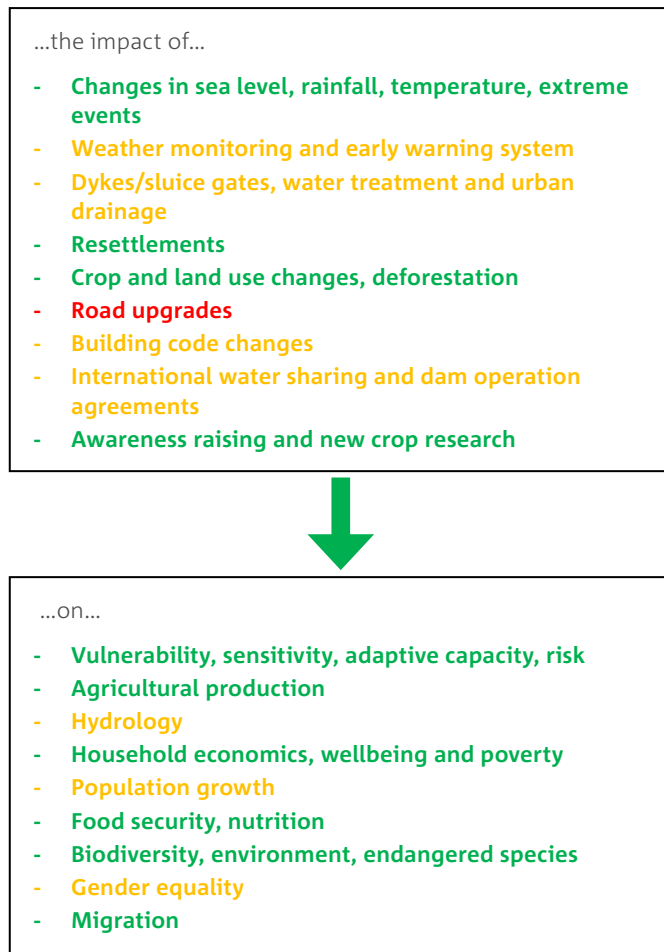 ...the impact of...
- Changes in sea level, rainfall, temperature, extreme
events
- Weather monitoring and early warning system
- Dykes/sluice gates, water treatment and urban
drainage
- Resettlements
- Crop and land use changes, deforestation
- Road upgrades
- Building code changes
- International water sharing and dam operation
agreements
- Awareness raising and new crop research
...on...
- Vulnerability, sensitivity, adaptive capacity, risk
- Agricultural production
- Hydrology
- Household economics, wellbeing and poverty
- Population growth
- Food security, nutrition
- Biodiversity, environment, endangered species
- Gender equality
- Migration